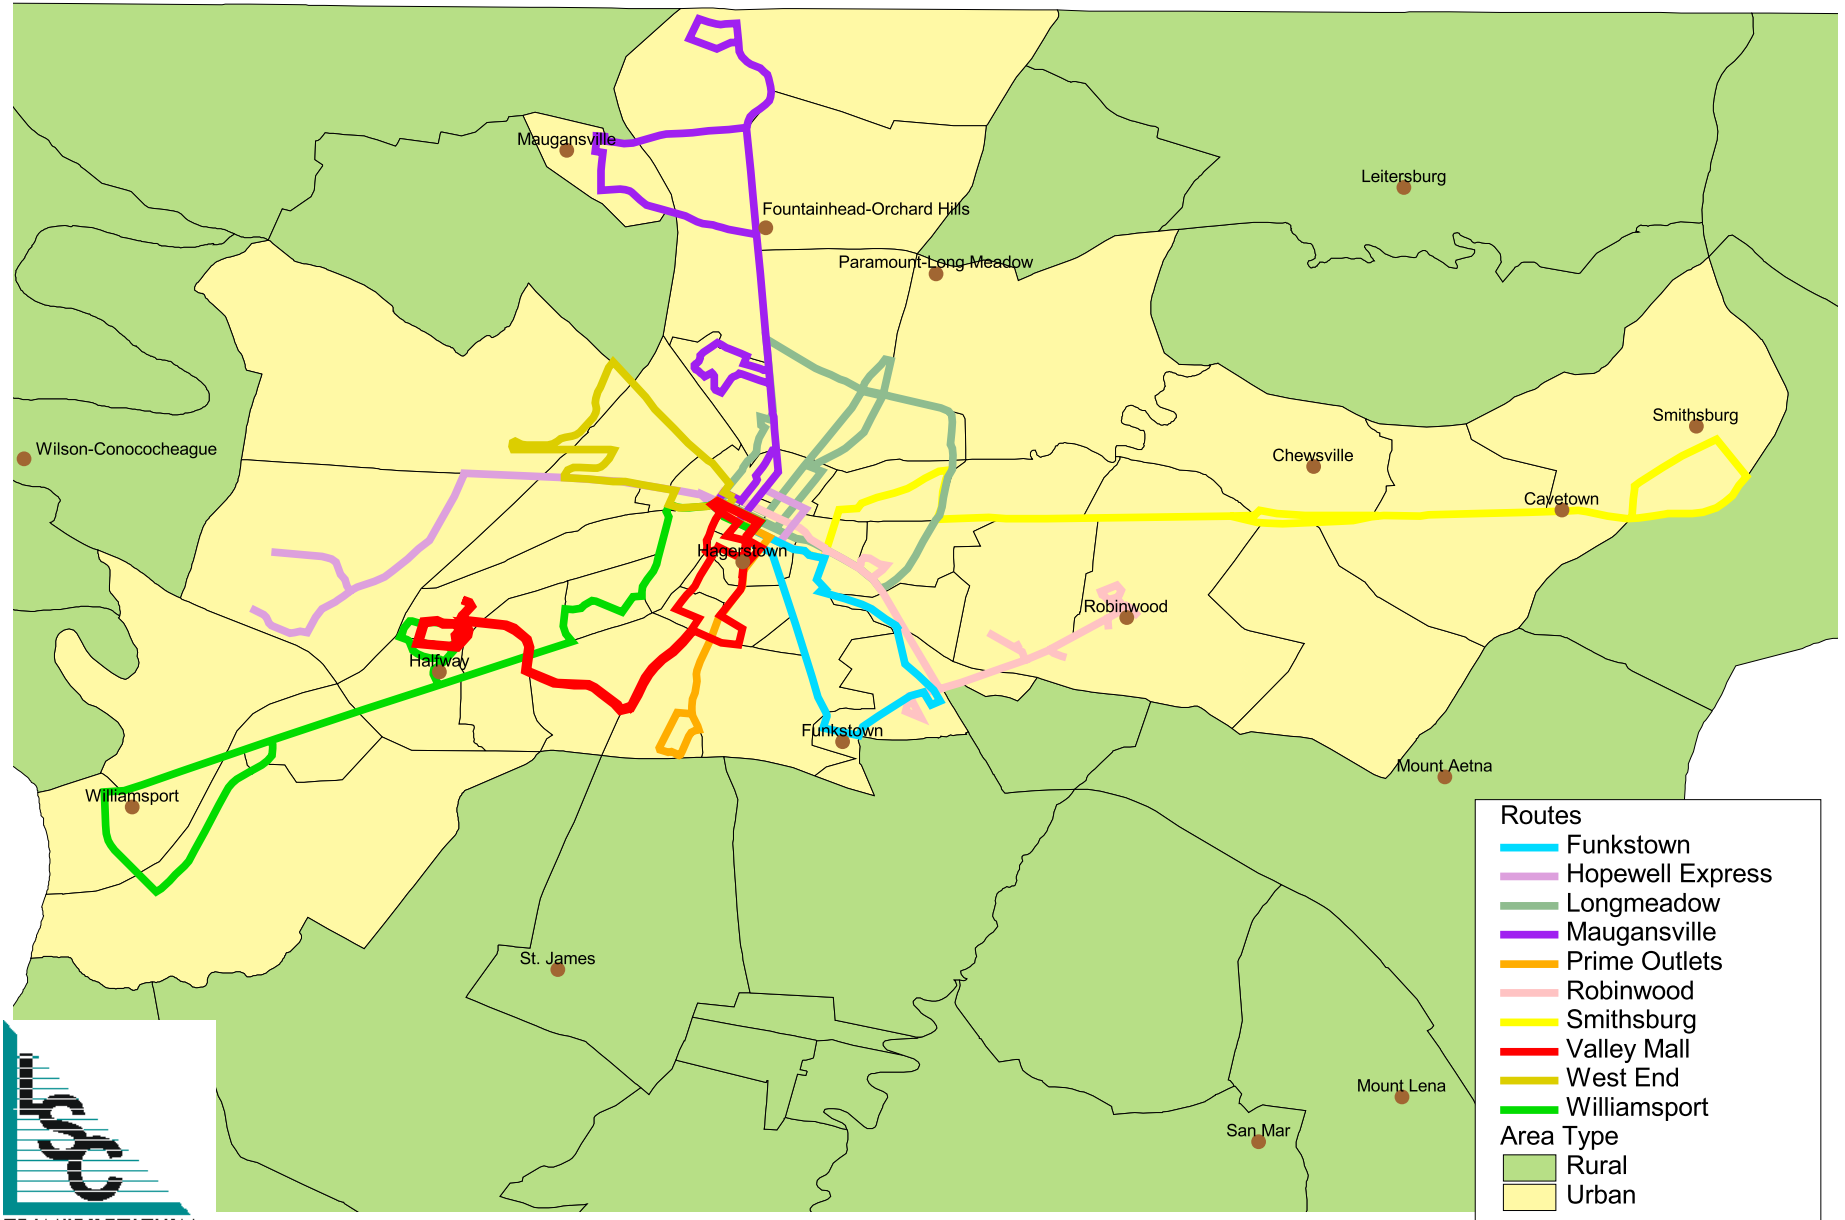 Maugansville
Leitersburg
Fountainhead-Orchard Hills
Paramount-Long Meadow
Smithsburg
Wilson-Conococheague
Chewsville
Cavetown
Hagerstown
Robinwood
Halfway
Funkstown
Mount Aetna
Williamsport
St. James
Mount Lena
San Mar
Routes
Funkstown
Hopewell Express
Longmeadow
Maugansville
Prime Outlets
Robinwood
Smithsburg
Valley Mall
West End
Williamsport
Area Type
Rural
Urban
LSC